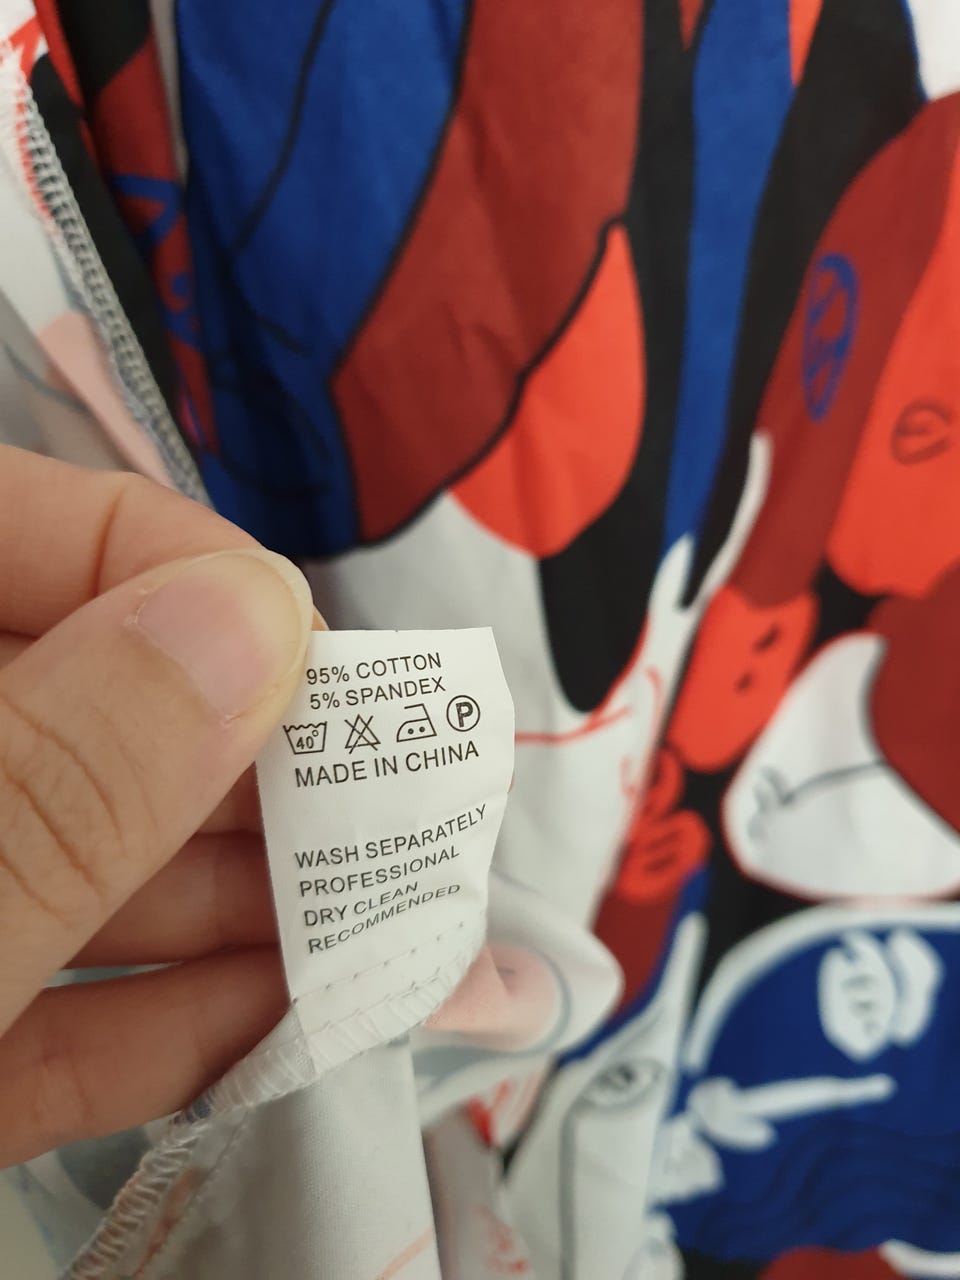 95% COTTON
5% SPANDEX
40° P
MADE IN CHINA
WASH SEPARATELY
PROFESSIONAL
DRY CLEAN
RECOMMENDED